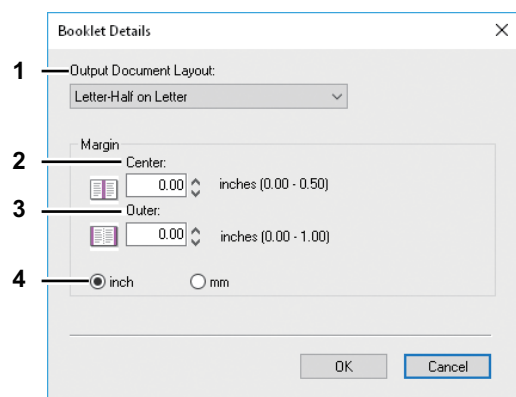 Booklet Details
1 Output Document Layout:
Letter-Half on Letter
Margin
2 Center:
0.00 inches (0.00 - 0.50)
3 Outer:
0.00 inches (0.00 - 1.00)
4 inch mm
OK Cancel